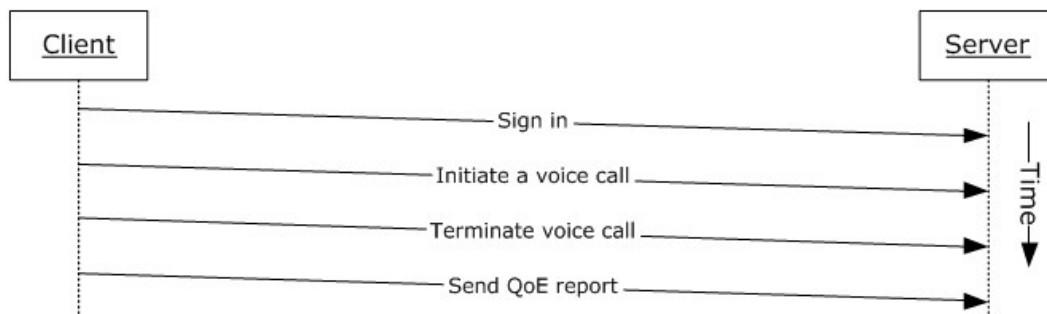 Client
Server
Sign in
Initiate a voice call
Terminate voice call
Send QoE report
Time